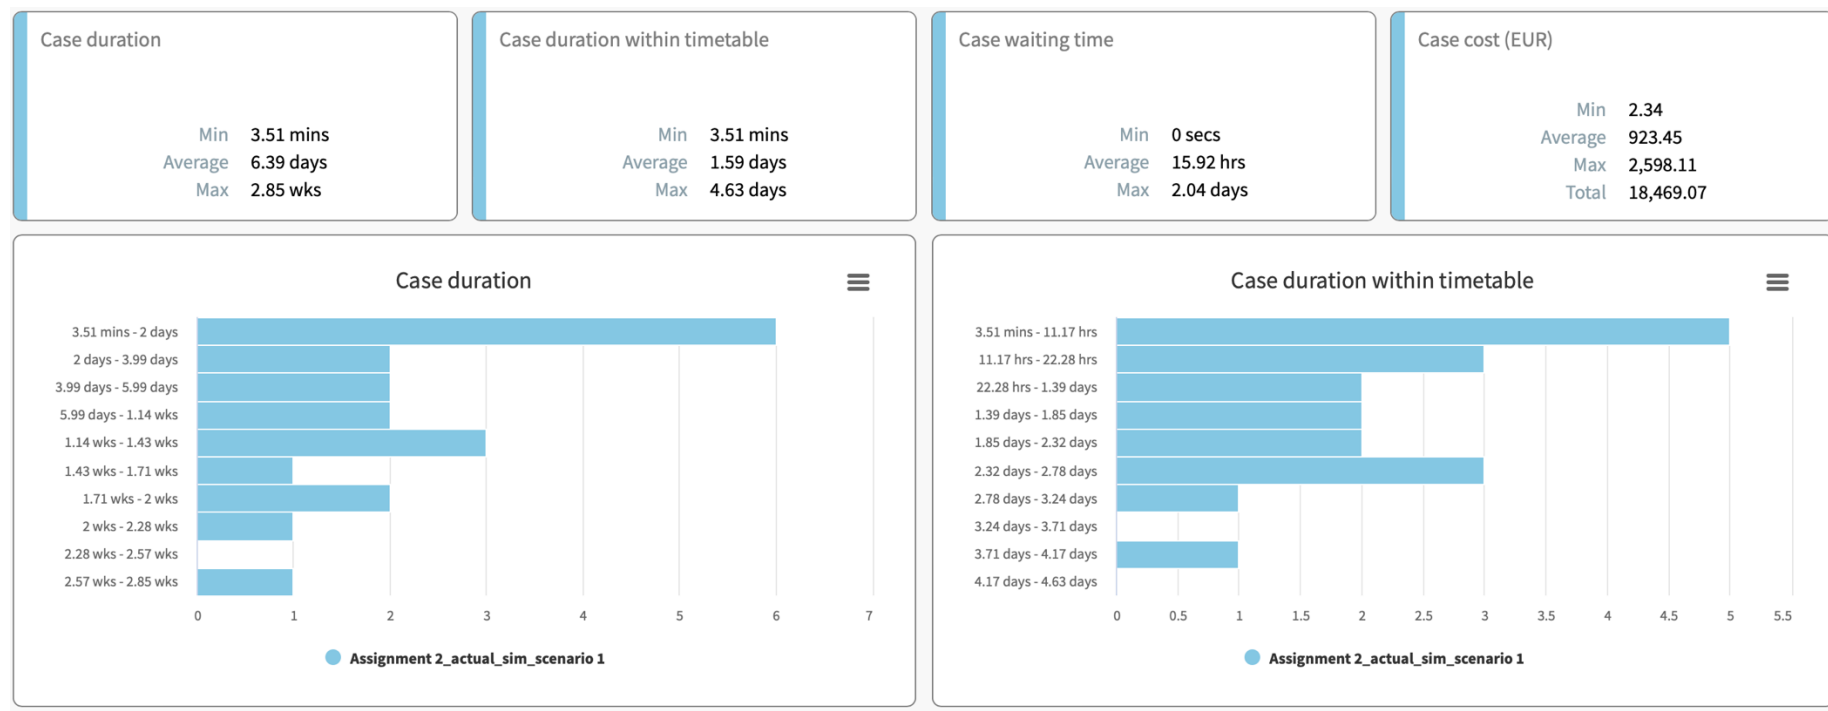 Case duration
Min 3.51 mins
Average 6.39 days
Max 2.85 wks
Case duration within timetable
Min 3.51 mins
Average 1.59 days
Max 4.63 days
Case waiting time
Min 0 secs
Average 15.92 hrs
Max 2.04 days
Case cost (EUR)
Min 2.34
Average 923.45
Max 2,598.11
Total 18,469.07
Case duration
3.51 mins - 2 days
2 days - 3.99 days
3.99 days - 5.99 days
5.99 days - 1.14 wks
1.14 wks - 1.43 wks
1.43 wks - 1.71 wks
1.71 wks - 2 wks
2 wks - 2.28 wks
2.28 wks - 2.57 wks
2.57 wks - 2.85 wks
0 1 2 3 4 5 6 7
Assignment 2_actual_sim_scenario 1
Case duration within timetable
3.51 mins - 11.17 hrs
11.17 hrs - 22.28 hrs
22.28 hrs - 1.39 days
1.39 days - 1.85 days
1.85 days - 2.32 days
2.32 days - 2.78 days
2.78 days - 3.24 days
3.24 days - 3.71 days
3.71 days - 4.17 days
4.17 days - 4.63 days
0 0.5 1 1.5 2 2.5 3 3.5 4 4.5 5 5.5
Assignment 2_actual_sim_scenario 1